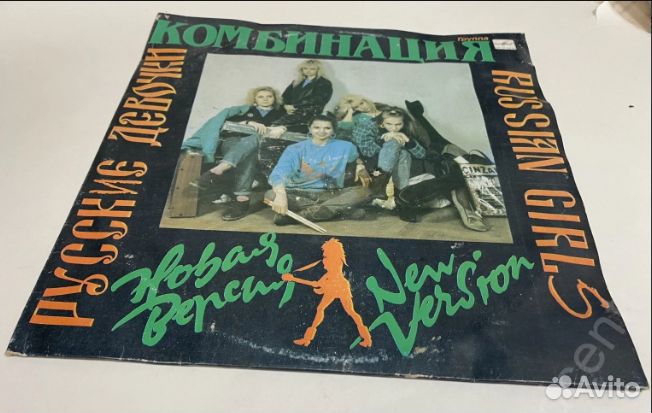 группа
КОМБИНАЦИЯ
РУССКИЕ ДЕВОЧКИ
RUSSIAN GIRLS
Новая
версия
New
Version
Avito